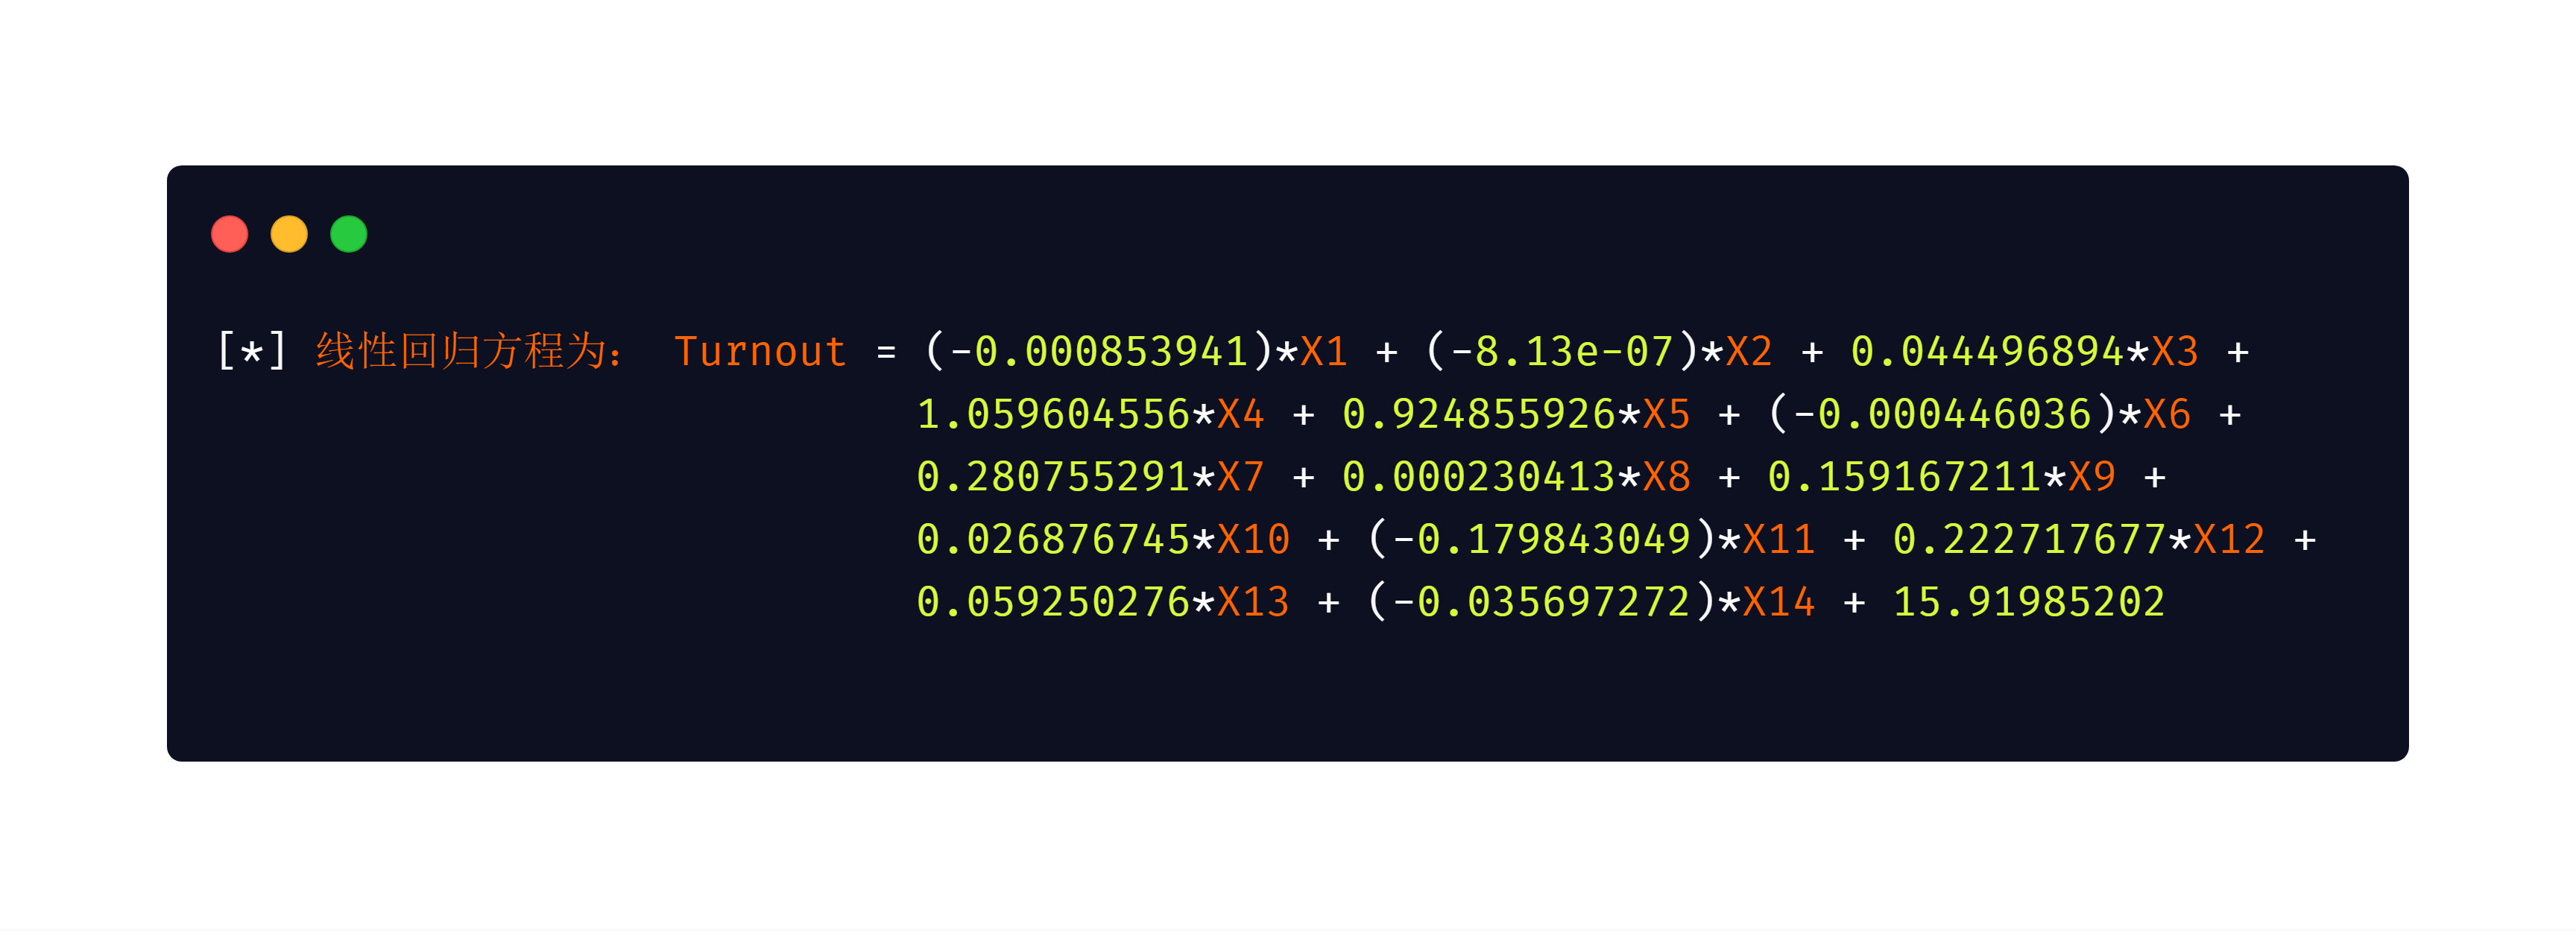 [*] 线性回归方程为： Turnout = (-0.000853941)*X1 + (-8.13e-07)*X2 + 0.044496894*X3 +
1.059604556*X4 + 0.924855926*X5 + (-0.000446036)*X6 +
0.280755291*X7 + 0.000230413*X8 + 0.159167211*X9 +
0.026876745*X10 + (-0.179843049)*X11 + 0.222717677*X12 +
0.059250276*X13 + (-0.035697272)*X14 + 15.91985202